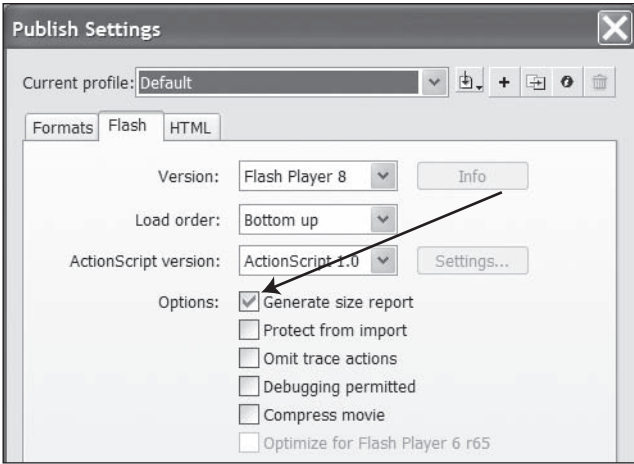 Publish Settings
Current profile: Default
Formats Flash HTML
Version: Flash Player 8 Info
Load order: Bottom up
ActionScript version: ActionScript 1.0 Settings...
Options: Generate size report
Protect from import
Omit trace actions
Debugging permitted
Compress movie
Optimize for Flash Player 6 r65